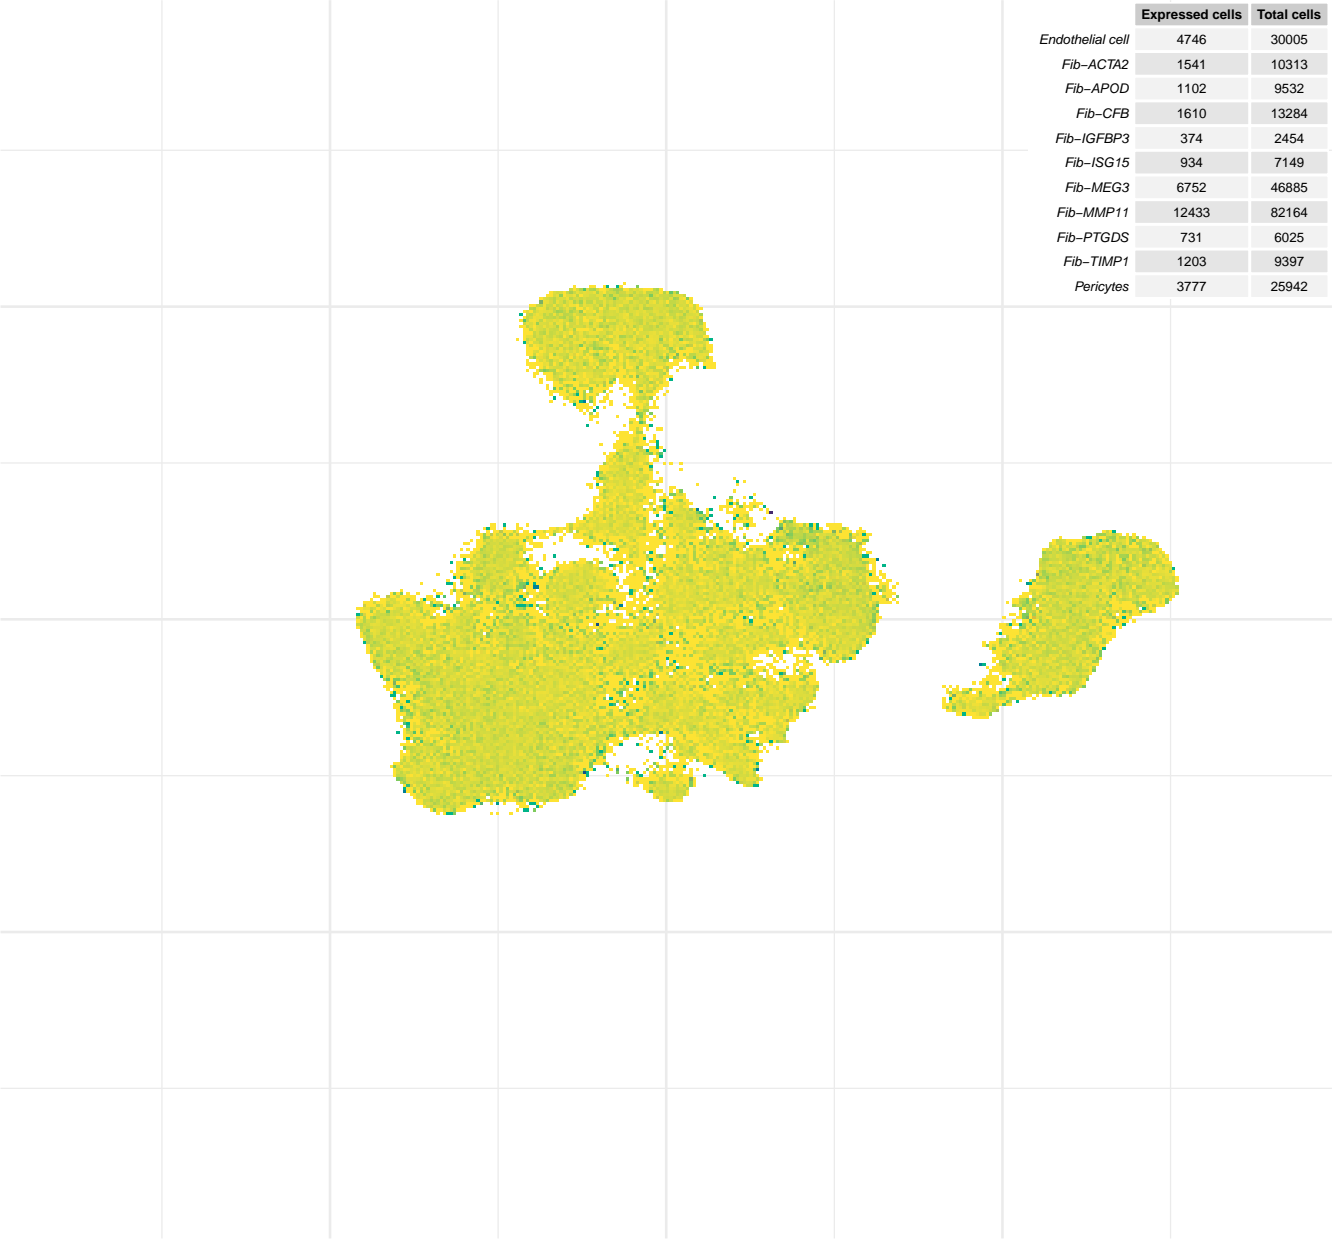 Expressed cells Total cells
Endothelial cell 4746 30005
Fib−ACTA2 1541 10313
Fib−APOD 1102 9532
Fib−CFB 1610 13284
Fib−IGFBP3 374 2454
Fib−ISG15 934 7149
Fib−MEG3 6752 46885
Fib−MMP11 12433 82164
Fib−PTGDS 731 6025
Fib−TIMP1 1203 9397
Pericytes 3777 25942